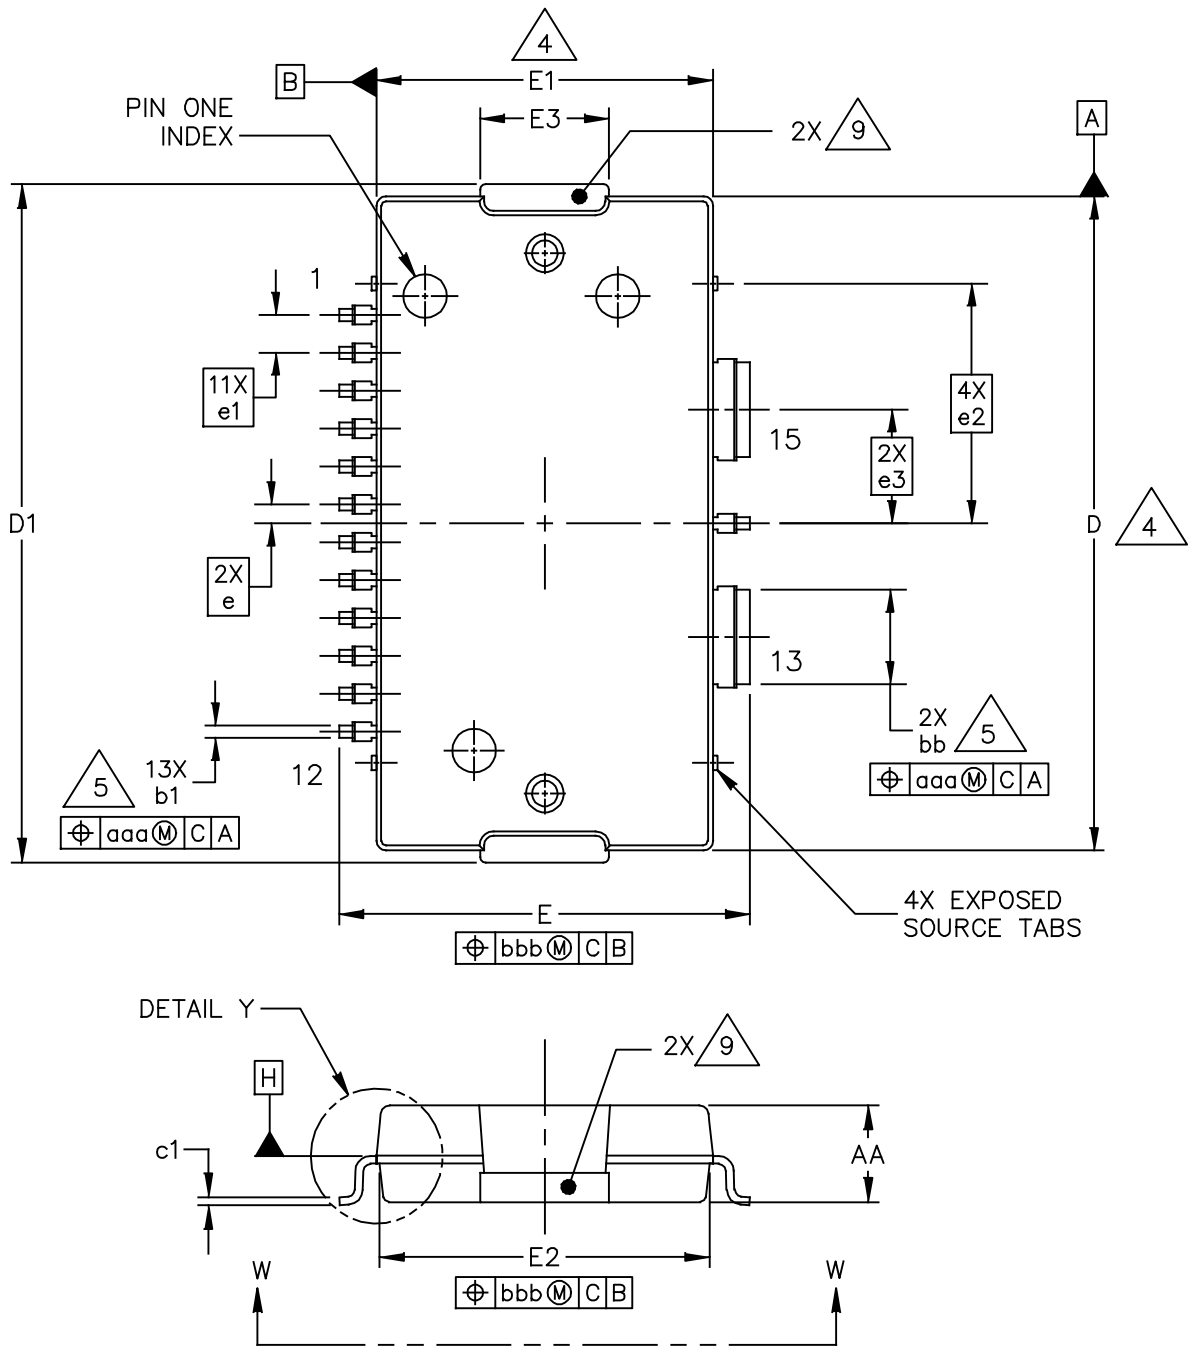 4
B
E1
PIN ONE
INDEX
E3
2X 9
A
1
11X
e1
4X
e2
15
2X
e3
D1
D 4
2X
e
13
2X
bb 5
aaa Ⓜ C A
12
5 13X
b1
aaa Ⓜ C A
4X EXPOSED
SOURCE TABS
E
bbb Ⓜ C B
DETAIL Y
2X 9
H
c1
AA
E2
bbb Ⓜ C B
W
W